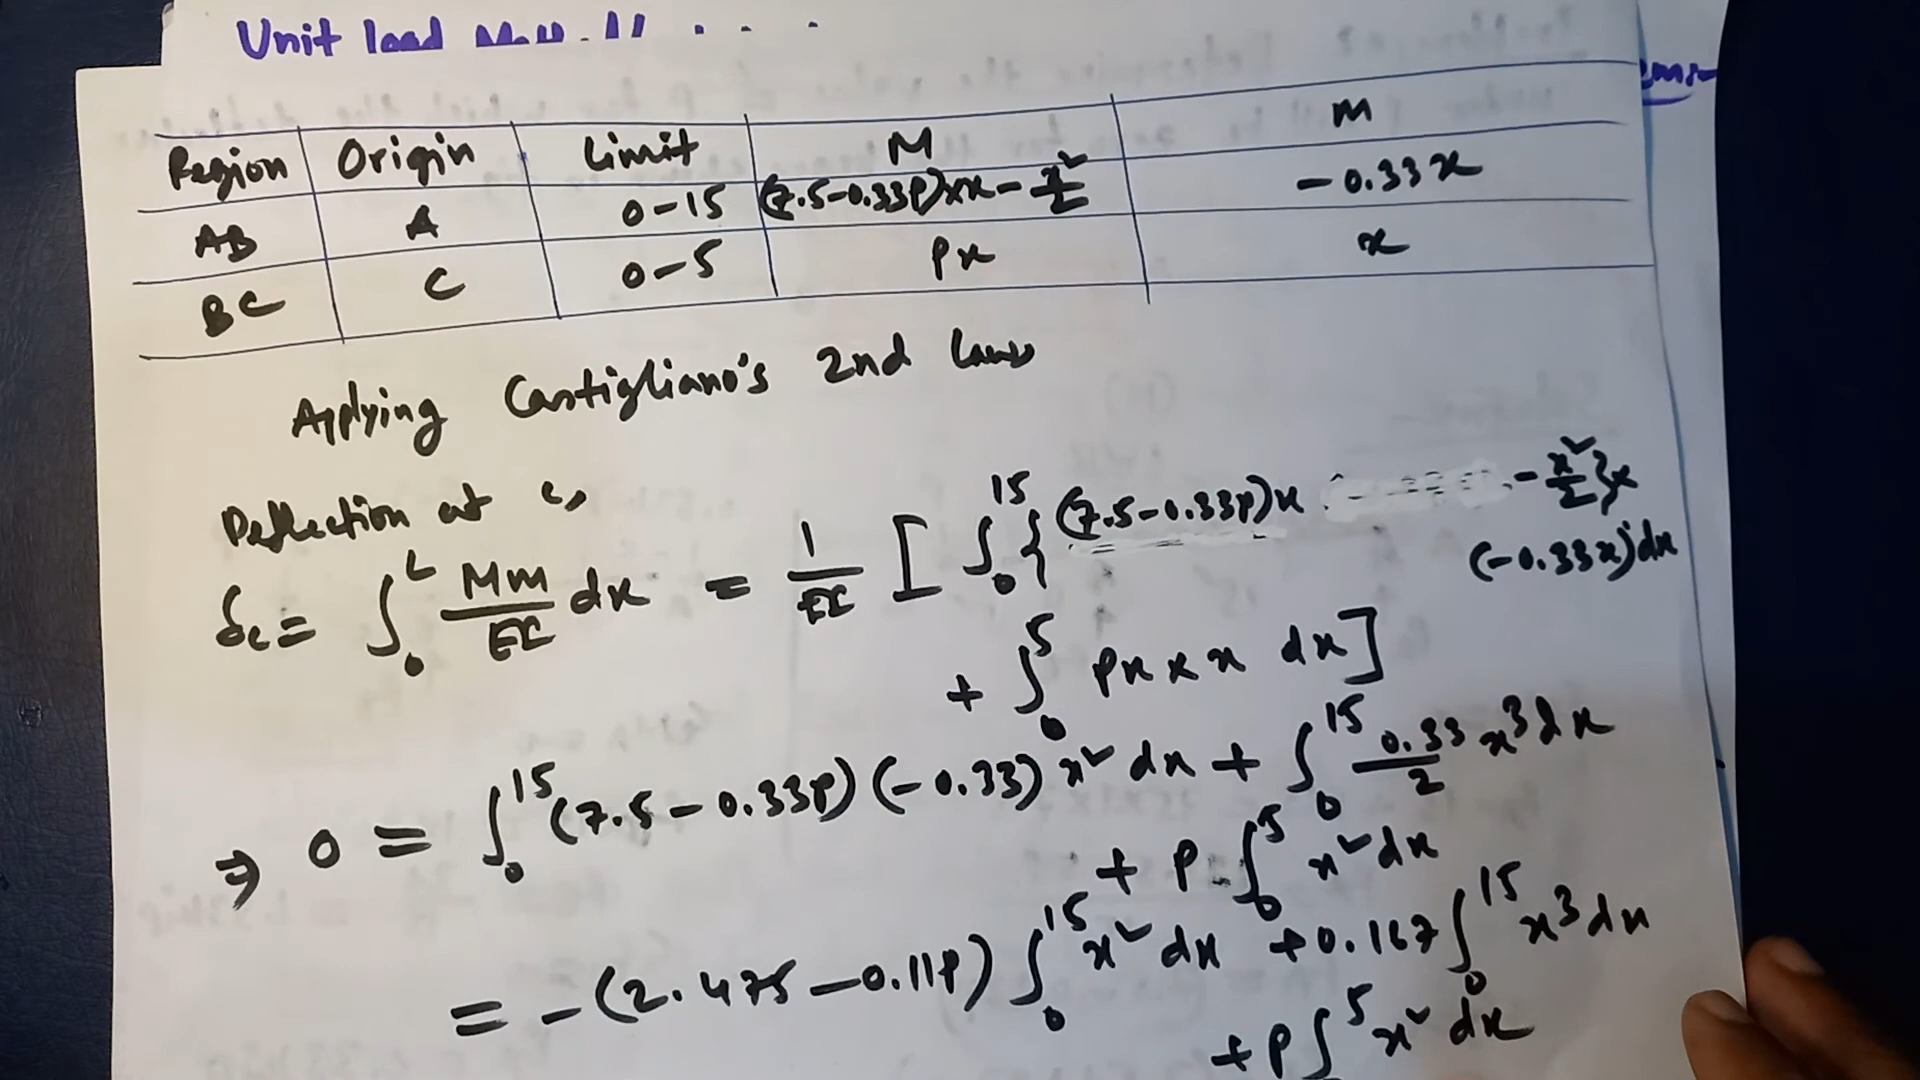 Unit load
Region Origin Limit M m
AB A 0-15 (7.5-0.33P)×x - x²/2 -0.33x
BC C 0-5 Px x
Applying Castigliano's 2nd Laws
Deflection at c,
δc = ∫₀ᴸ Mm/EI dx = 1/EI [ ∫₀¹⁵ { (7.5-0.33P)x - x²/2 } x
(-0.33x) dx
+ ∫₀⁵ Px × x dx ]
⇒ 0 = ∫₀¹⁵ (7.5-0.33P) (-0.33) x² dx + ∫₀¹⁵ 0.33/2 x³ dx
+ P ∫₀⁵ x² dx
= -(2.475-0.11P) ∫₀¹⁵ x² dx +0.167 ∫₀¹⁵ x³ dx
+ P ∫⁵ x² dx